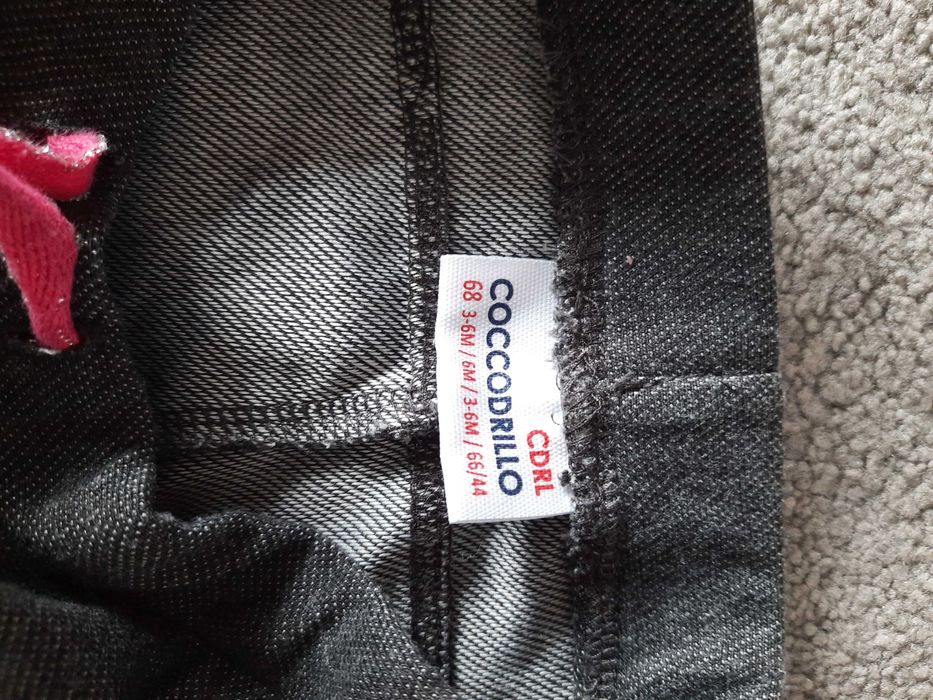 CDRL
COCCODRILLO
68 3-6M / 6M / 3-6M / 66/44